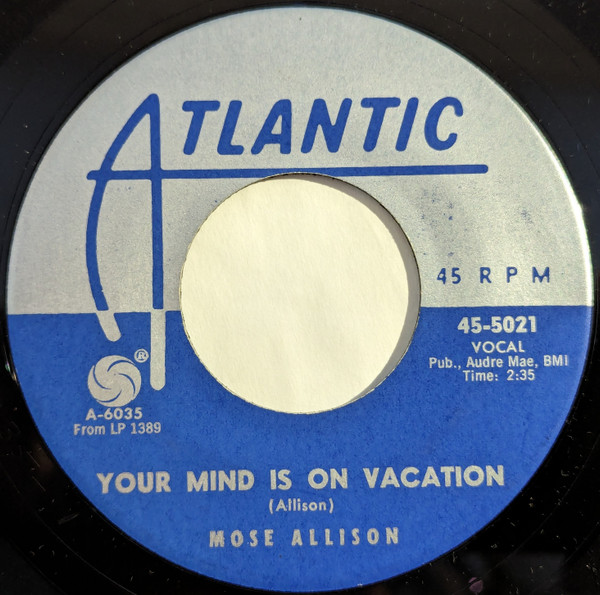 ATLANTIC
45 RPM
45-5021
VOCAL
Pub., Audre Mae, BMI
Time: 2:35
®
A-6035
From LP 1389
YOUR MIND IS ON VACATION
(Allison)
MOSE ALLISON